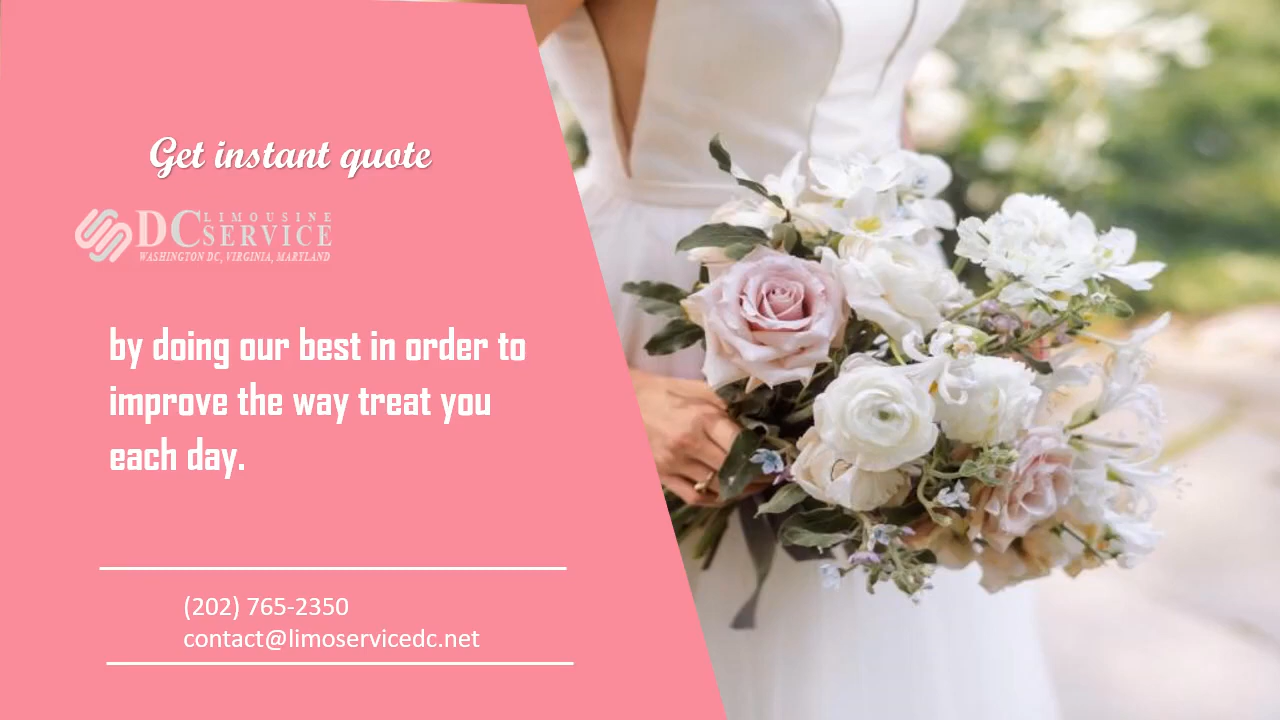 Get instant quote
DC LIMOUSINE
SERVICE
WASHINGTON DC, VIRGINIA, MARYLAND
by doing our best in order to
improve the way treat you
each day.
(202) 765-2350
contact@limoservicedc.net